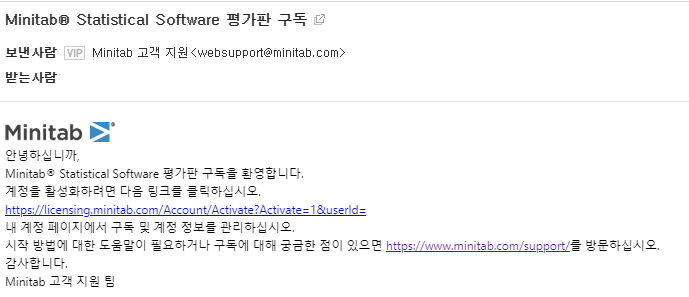 Minitab® Statistical Software 평가판 구독
보낸사람 VIP Minitab 고객 지원<websupport@minitab.com>
받는사람
Minitab®
안녕하십니까,
Minitab® Statistical Software 평가판 구독을 환영합니다.
계정을 활성화하려면 다음 링크를 클릭하십시오.
https://licensing.minitab.com/Account/Activate?Activate=1&userId=
내 계정 페이지에서 구독 및 계정 정보를 관리하십시오.
시작 방법에 대한 도움말이 필요하거나 구독에 대해 궁금한 점이 있으면 https://www.minitab.com/support/를 방문하십시오.
감사합니다.
Minitab 고객 지원 팀